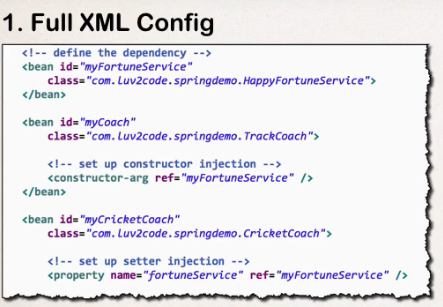 1. Full XML Config
<!-- define the dependency -->
<bean id="myFortuneService"
class="com.luv2code.springdemo.HappyFortuneService">
</bean>
<bean id="myCoach"
class="com.luv2code.springdemo.TrackCoach">
<!-- set up constructor injection -->
<constructor-arg ref="myFortuneService" />
</bean>
<bean id="myCricketCoach"
class="com.luv2code.springdemo.CricketCoach">
<!-- set up setter injection -->
<property name="fortuneService" ref="myFortuneService" />